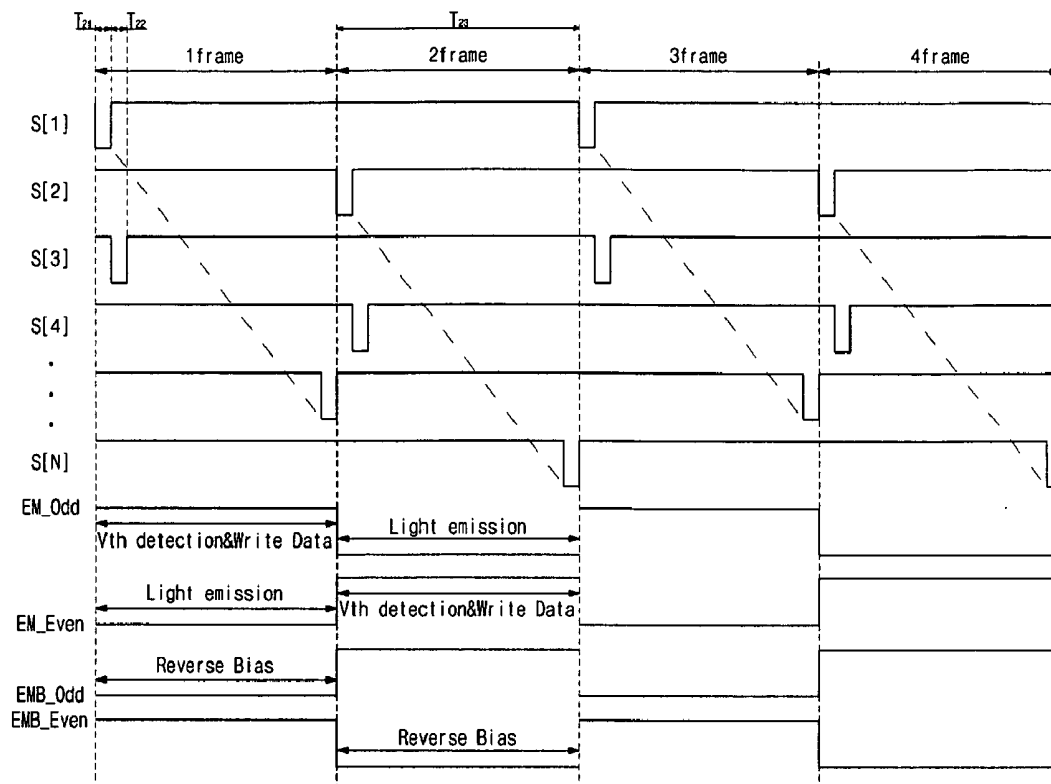 T21 T22 T23
1frame 2frame 3frame 4frame
S[1]
S[2]
S[3]
S[4]
S[N]
EM_Odd
Vth detection&Write Data
Light emission
Light emission
Vth detection&Write Data
EM_Even
Reverse Bias
EMB_Odd
EMB_Even
Reverse Bias